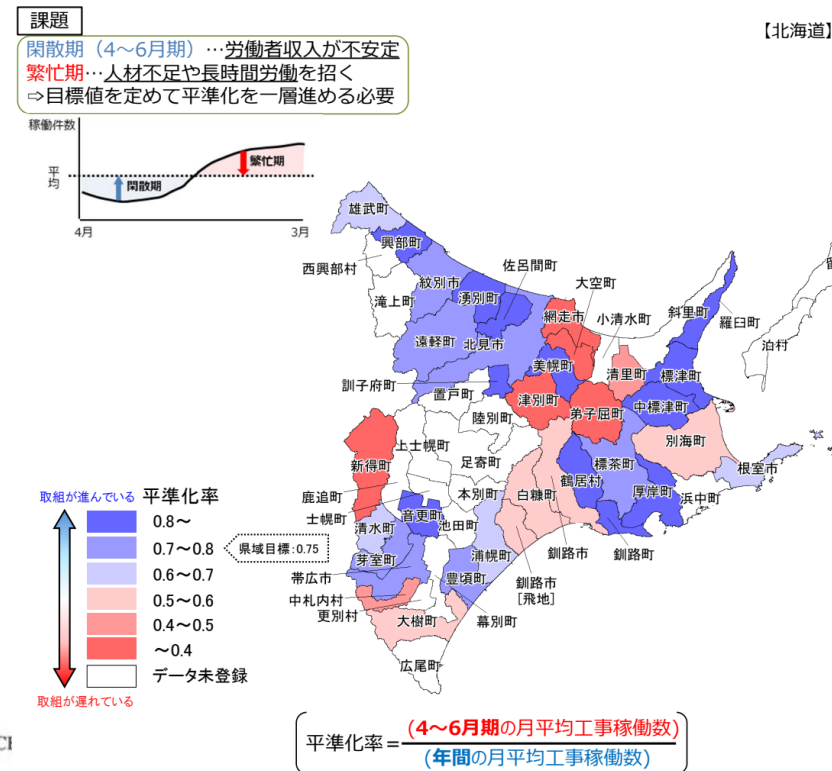 課題
【北海道】
閑散期（4～6月期）…労働者収入が不安定
繁忙期…人材不足や長時間労働を招く
⇨目標値を定めて平準化を一層進める必要
稼働件数
平均
繁忙期
閑散期
4月
3月
雄武町
興部町
西興部村
佐呂間町
紋別市
大空町
湧別町
滝上町
網走市
小清水町
斜里町
羅臼町
泊村
遠軽町
北見市
美幌町
清里町
標津町
訓子府町
置戸町
津別町
弟子屈町
中標津町
陸別町
上士幌町
別海町
新得町
足寄町
標茶町
根室市
鶴居村
鹿追町
本別町
白糠町
厚岸町
浜中町
士幌町
音更町
清水町
池田町
芽室町
浦幌町
釧路市
釧路町
帯広市
豊頃町
釧路市
[飛地]
中札内村
更別村
大樹町
幕別町
広尾町
取組が進んでいる
平準化率
0.8～
0.7～0.8
県域目標：0.75
0.6～0.7
0.5～0.6
0.4～0.5
～0.4
データ未登録
取組が遅れている
平準化率＝
(4～6月期の月平均工事稼働数)
(年間の月平均工事稼働数)